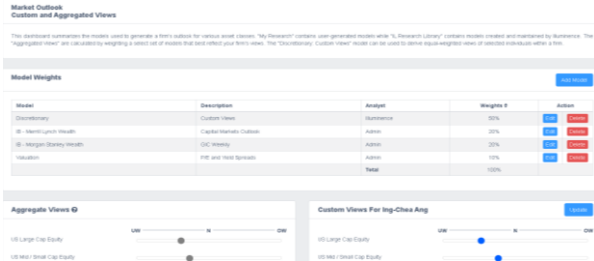 Market Outlook
Custom and Aggregated Views
This dashboard summarizes the models used to generate a firm's outlook for various asset classes. "My Research" contains user-generated models while "IL Research Library" contains models created and maintained by Illuminence. The
"Aggregated Views" are calculated by weighting a select set of models that best reflect your firm's views. The "Discretionary: Custom Views" model can be used to derive equal-weighted views of selected individuals within a firm.
Model Weights
Add Model
Model Description Analyst Weights # Action
Discretionary Custom Views Illuminence 50% Edit Delete
Merrill Lynch Wealth Capital Markets Outlook Admin 20% Edit Delete
Morgan Stanley Wealth GIC Weekly Admin 20% Edit Delete
Valuation P/E and Yield Spreads Admin 10% Edit Delete
Total: 100%
Aggregate Views
Custom Views For Ing-Chea Ang
Update
UW N OW
UW N OW
US Large Cap Equity
US Large Cap Equity
US Mid / Small Cap Equity
US Mid / Small Cap Equity